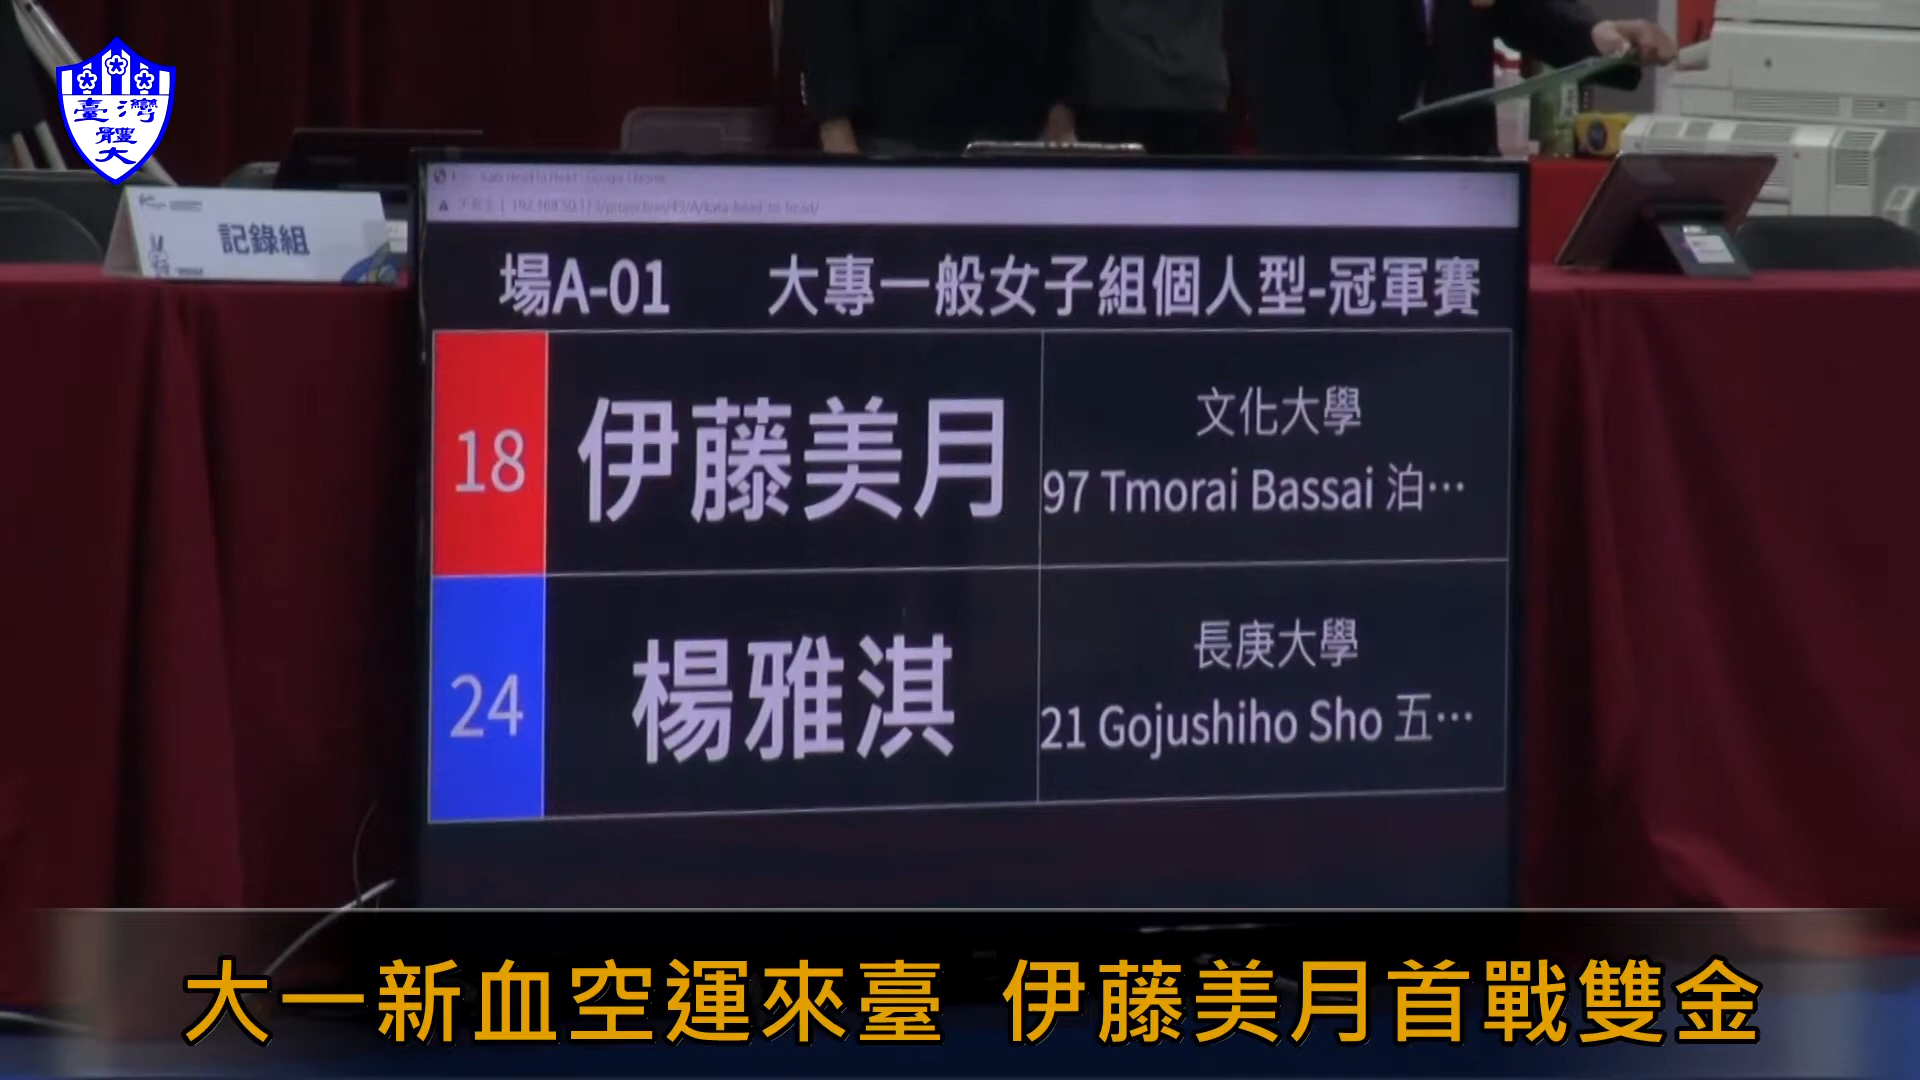 臺灣
體
大
記錄組
場A-01 大專一般女子組個人型-冠軍賽
18 伊藤美月 文化大學
97 Tmorai Bassai 泊…
24 楊雅淇 長庚大學
21 Gojushiho Sho 五…
大一新血空運來臺 伊藤美月首戰雙金